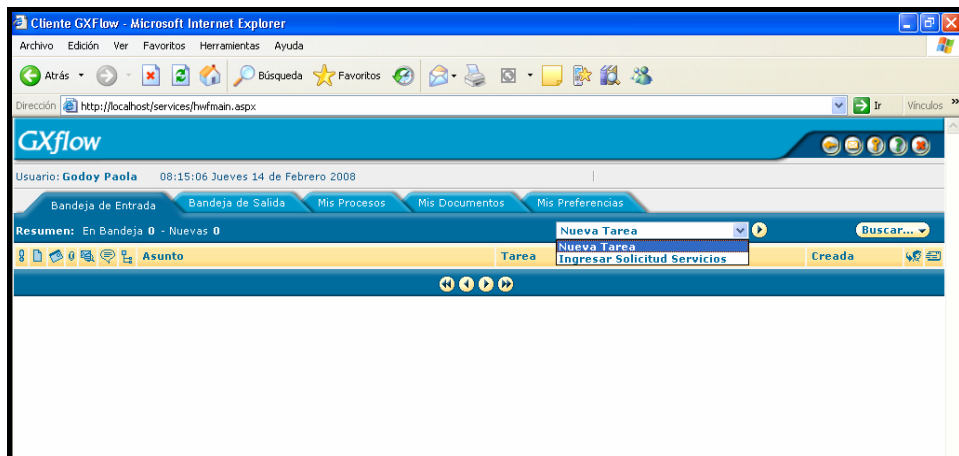 Cliente GXFlow - Microsoft Internet Explorer
Archivo Edición Ver Favoritos Herramientas Ayuda
Atrás Búsqueda Favoritos
Dirección http://localhost/services/hwfmain.aspx Ir Vínculos »
GXflow
Usuario: Godoy Paola 08:15:06 Jueves 14 de Febrero 2008
Bandeja de Entrada Bandeja de Salida Mis Procesos Mis Documentos Mis Preferencias
Resumen: En Bandeja 0 - Nuevas 0 Nueva Tarea Buscar...
Nueva Tarea
Asunto Tarea Ingresar Solicitud Servicios Creada